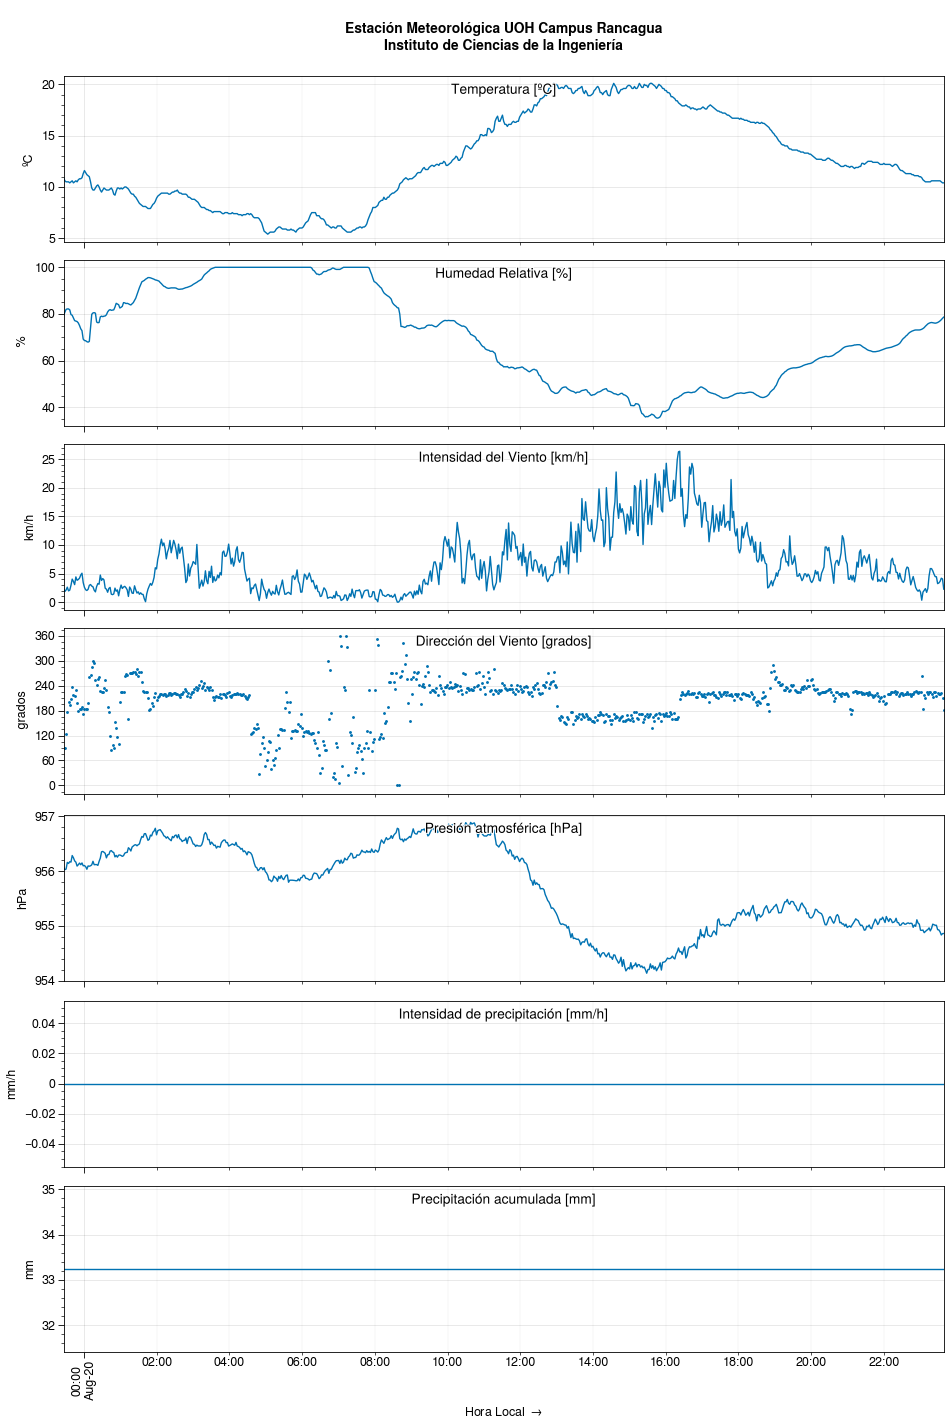 Estación Meteorológica UOH Campus Rancagua
Instituto de Ciencias de la Ingeniería
Temperatura [ºC]
ºC
20
15
10
5
Humedad Relativa [%]
%
100
80
60
40
Intensidad del Viento [km/h]
km/h
25
20
15
10
5
0
Dirección del Viento [grados]
grados
360
300
240
180
120
60
0
Presión atmosférica [hPa]
hPa
957
956
955
954
Intensidad de precipitación [mm/h]
mm/h
0.04
0.02
0
−0.02
−0.04
Precipitación acumulada [mm]
mm
35
34
33
32
00:00
Aug-20
02:00
04:00
06:00
08:00
10:00
12:00
14:00
16:00
18:00
20:00
22:00
Hora Local →